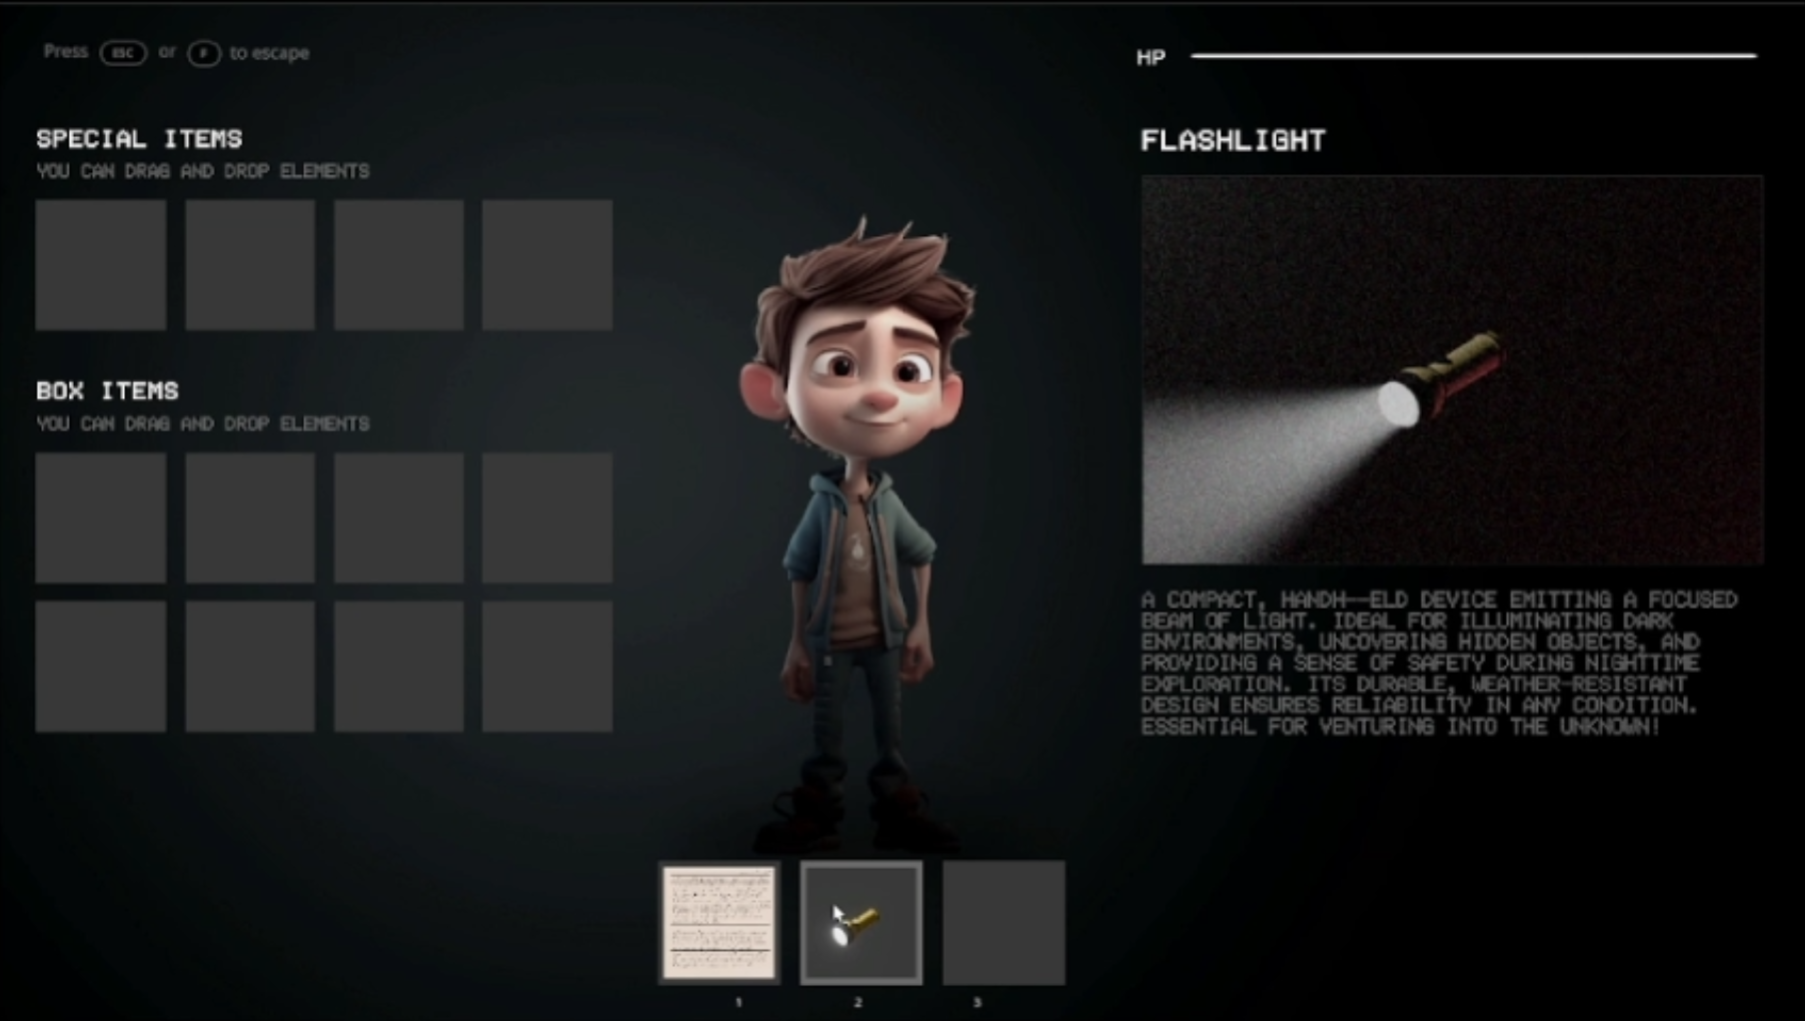 Press ESC or F to escape
HP
SPECIAL ITEMS
YOU CAN DRAG AND DROP ELEMENTS
BOX ITEMS
YOU CAN DRAG AND DROP ELEMENTS
FLASHLIGHT
A COMPACT, HANDH--ELD DEVICE EMITTING A FOCUSED
BEAM OF LIGHT. IDEAL FOR ILLUMINATING DARK
ENVIRONMENTS, UNCOVERING HIDDEN OBJECTS, AND
PROVIDING A SENSE OF SAFETY DURING NIGHTTIME
EXPLORATION. ITS DURABLE, WEATHER-RESISTANT
DESIGN ENSURES RELIABILITY IN ANY CONDITION.
ESSENTIAL FOR VENTURING INTO THE UNKNOWN!
1 2 3